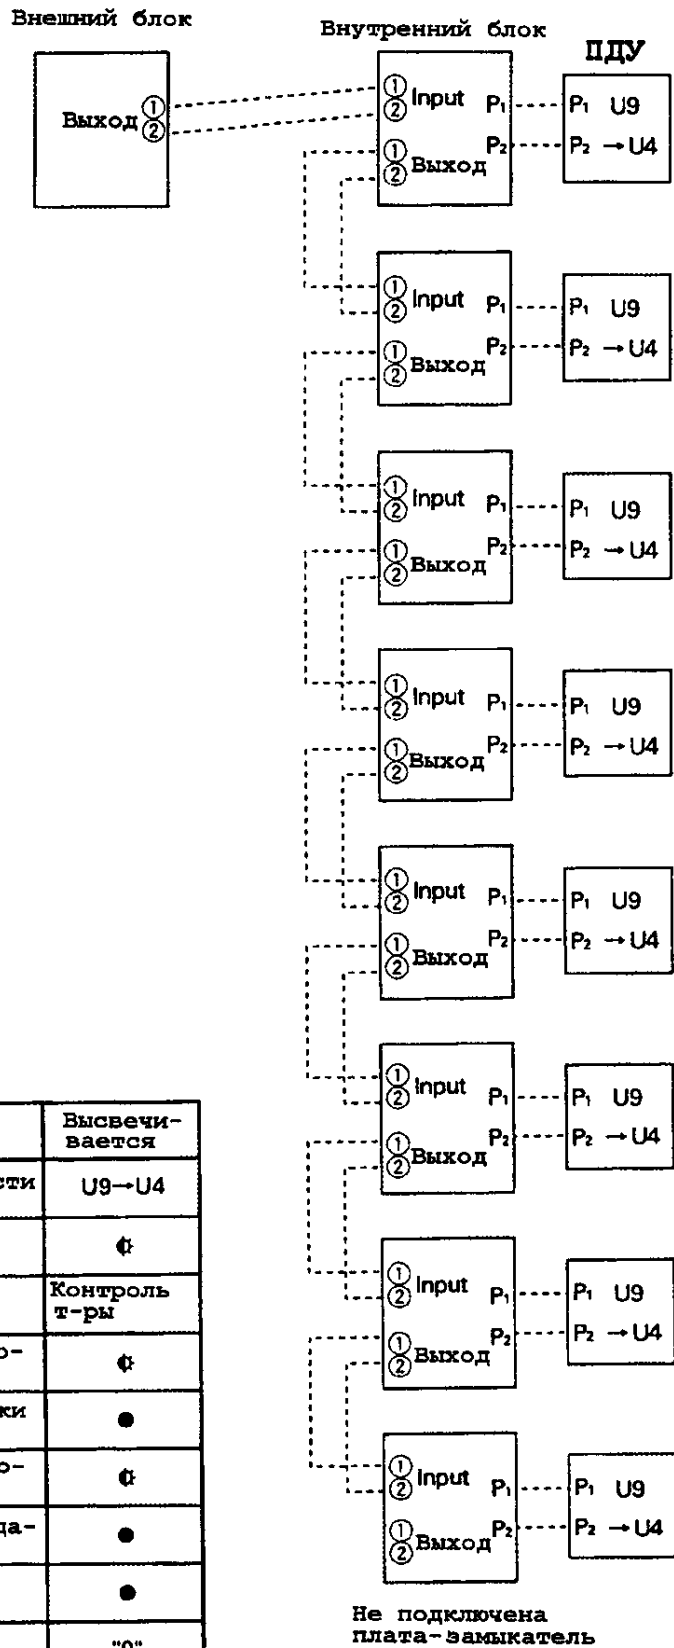 Внешний блок
Внутренний блок
ПДУ
Выход ① ②
① ② Input P₁ P₁ U9
① ② Выход P₂ P₂ →U4
① ② Input P₁ P₁ U9
① ② Выход P₂ P₂ →U4
① ② Input P₁ P₁ U9
① ② Выход P₂ P₂ →U4
① ② Input P₁ P₁ U9
① ② Выход P₂ P₂ →U4
① ② Input P₁ P₁ U9
① ② Выход P₂ P₂ →U4
① ② Input P₁ P₁ U9
① ② Выход P₂ P₂ →U4
① ② Input P₁ P₁ U9
① ② Выход P₂ P₂ →U4
① ② Input P₁ P₁ U9
① ② Выход P₂ P₂ →U4
Не подключена
плата-замыкатель
Высвечи-
вается
сти U9→U4
Контроль
т-ры
о-
ки
о-
да-
"0"